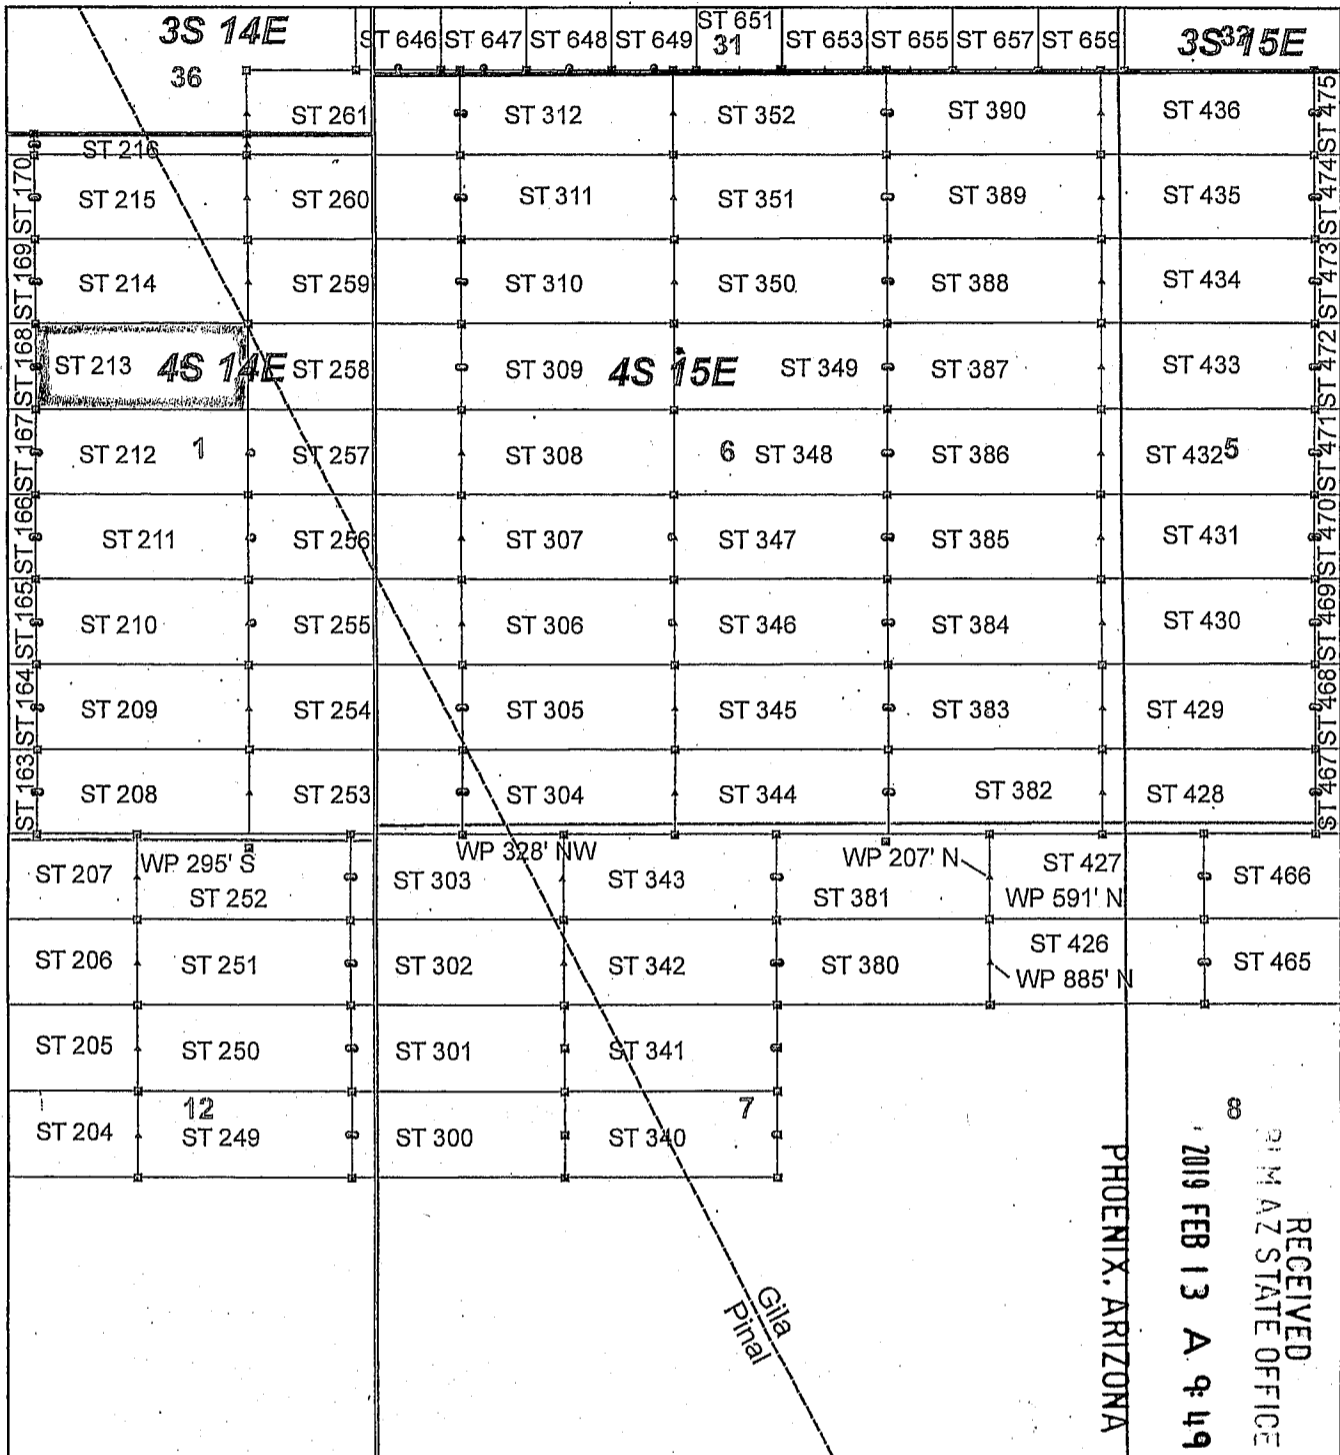 3S 14E
ST 646 ST 647 ST 648 ST 649 ST 651 ST 653 ST 655 ST 657 ST 659
31
3S 15E
32
36
ST 261 ST 312 ST 352 ST 390 ST 436 ST 475
ST 216
ST 170 ST 215 ST 260 ST 311 ST 351 ST 389 ST 435 ST 474
ST 169 ST 214 ST 259 ST 310 ST 350 ST 388 ST 434 ST 473
ST 168 ST 213 4S 14E ST 258 ST 309 4S 15E ST 349 ST 387 ST 433 ST 472
ST 167 ST 212 1 ST 257 ST 308 6 ST 348 ST 386 ST 432 5 ST 471
ST 166 ST 211 ST 256 ST 307 ST 347 ST 385 ST 431 ST 470
ST 165 ST 210 ST 255 ST 306 ST 346 ST 384 ST 430 ST 469
ST 164 ST 209 ST 254 ST 305 ST 345 ST 383 ST 429 ST 468
ST 163 ST 208 ST 253 ST 304 ST 344 ST 382 ST 428 ST 467
WP 295' S WP 328' NW WP 207' N
ST 207 ST 252 ST 303 ST 343 ST 381 ST 427 ST 466
WP 591' N
ST 206 ST 251 ST 302 ST 342 ST 380 ST 426 ST 465
WP 885' N
ST 205 ST 250 ST 301 ST 341
12 7 8
ST 204 ST 249 ST 300 ST 340
Gila
Pinal
RECEIVED
BLM AZ STATE OFFICE
2019 FEB 13 A 9:49
PHOENIX, ARIZONA